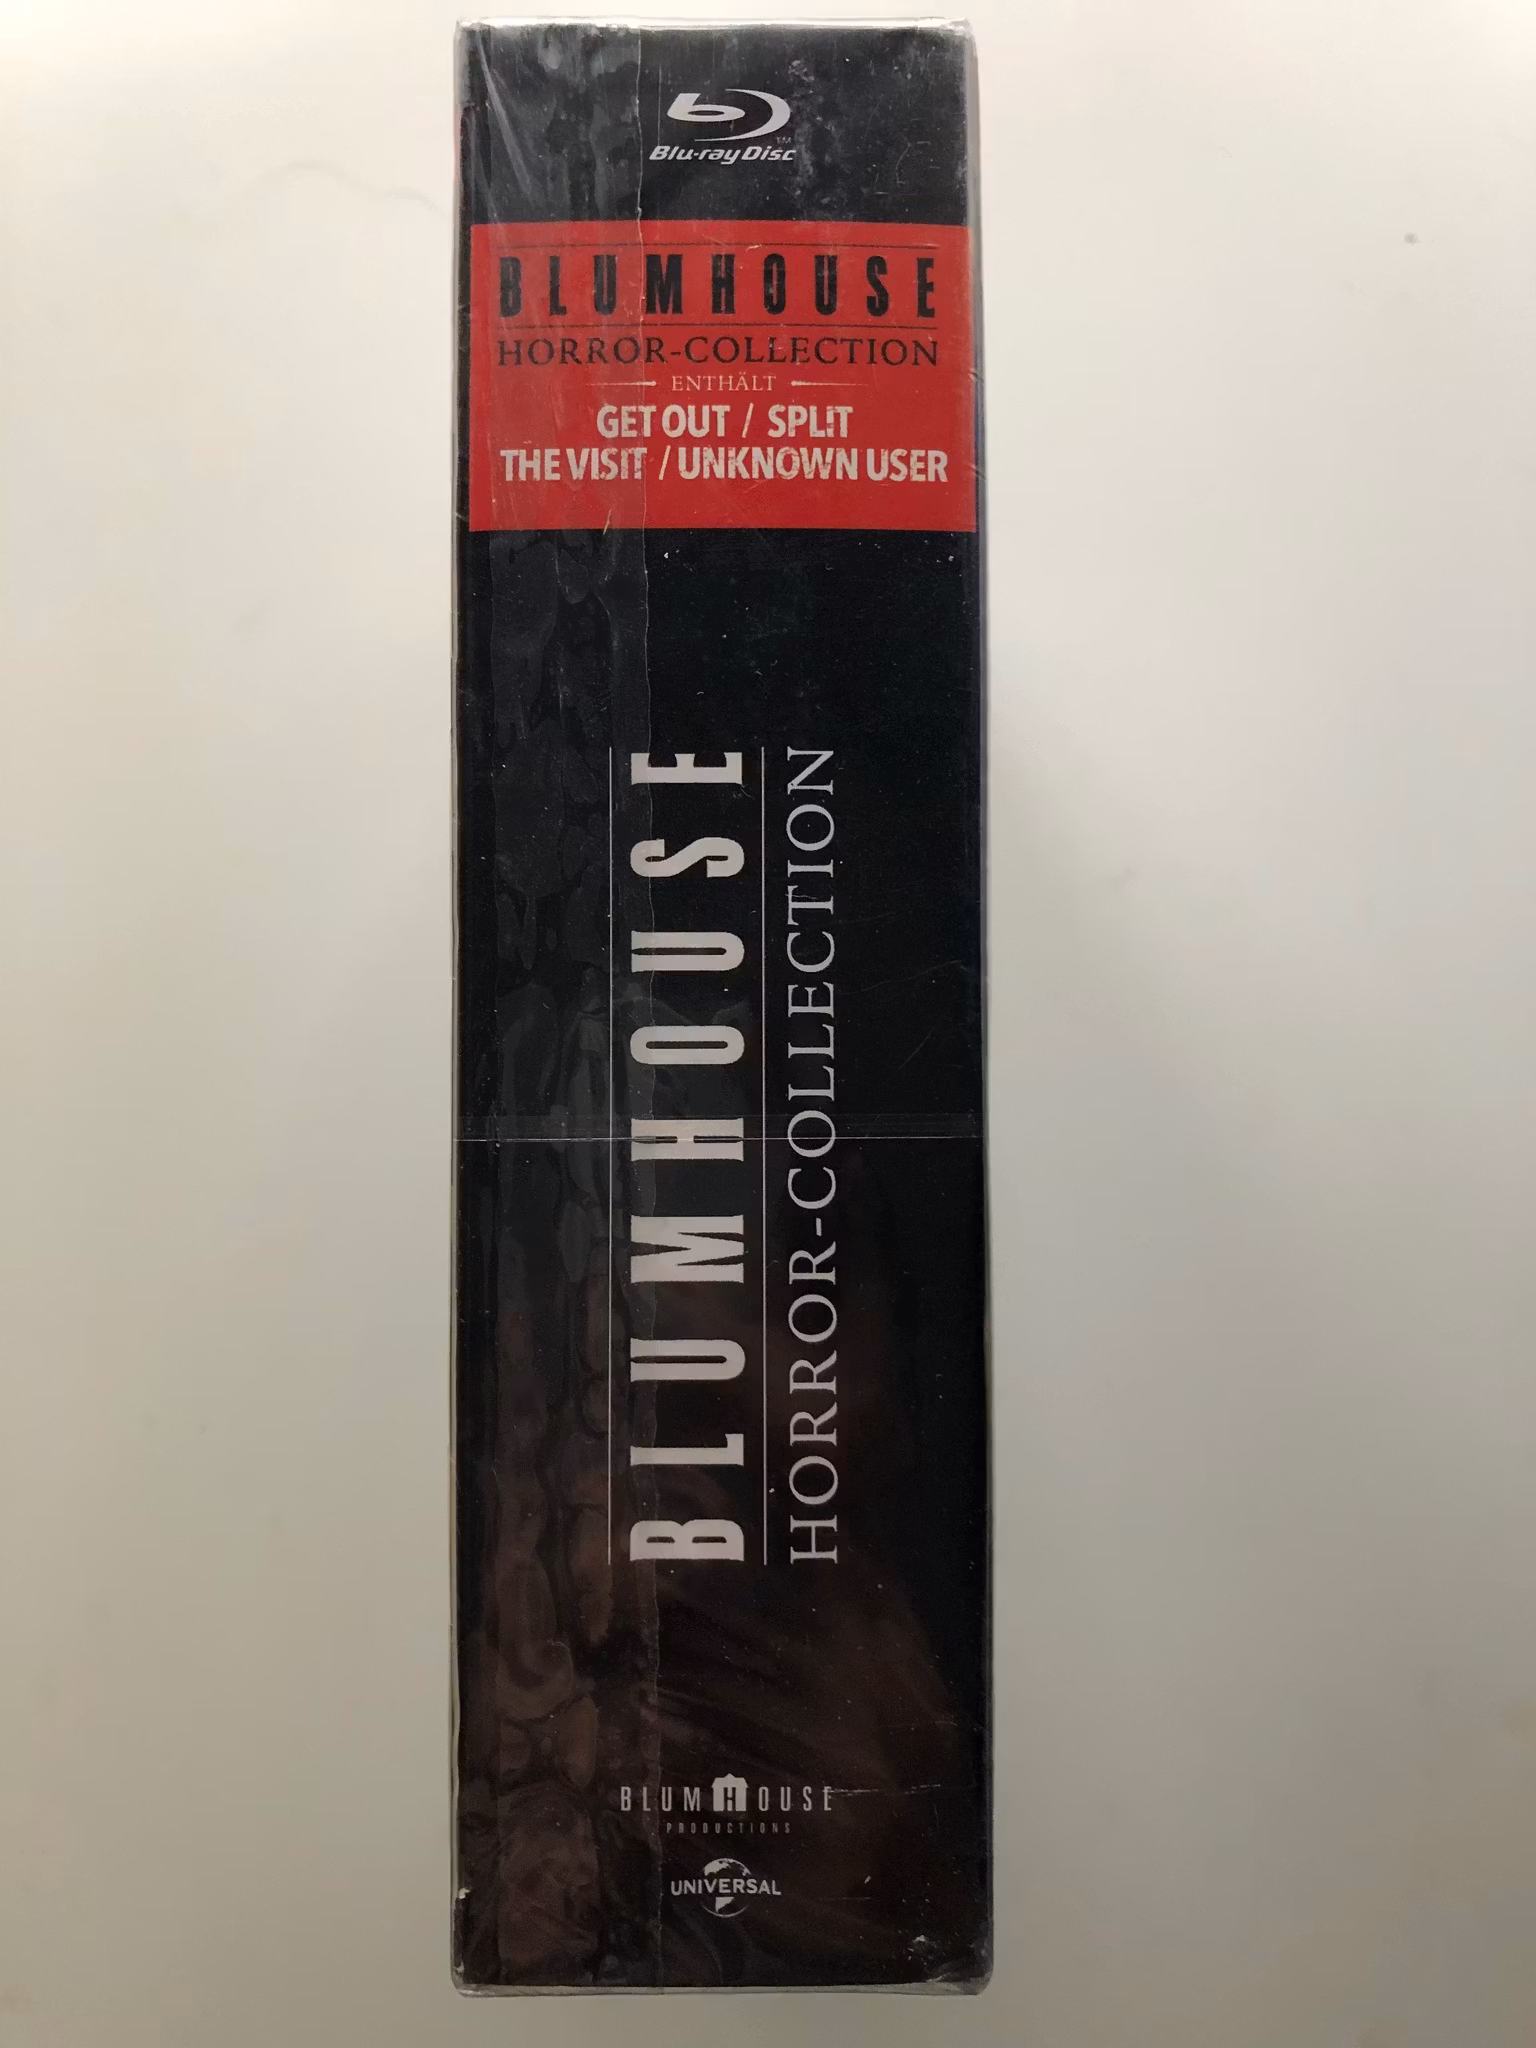 Blu-ray Disc™
BLUMHOUSE
HORROR-COLLECTION
ENTHÄLT
GET OUT / SPLIT
THE VISIT / UNKNOWN USER
BLUMHOUSE
HORROR-COLLECTION
BLUMHOUSE
PRODUCTIONS
UNIVERSAL